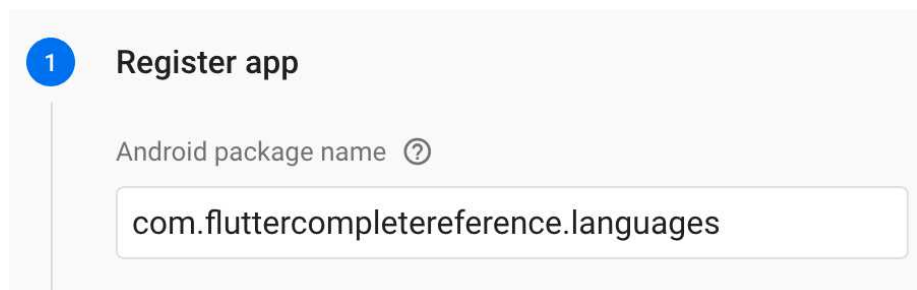 1 Register app
Android package name ?
com.fluttercompletereference.languages